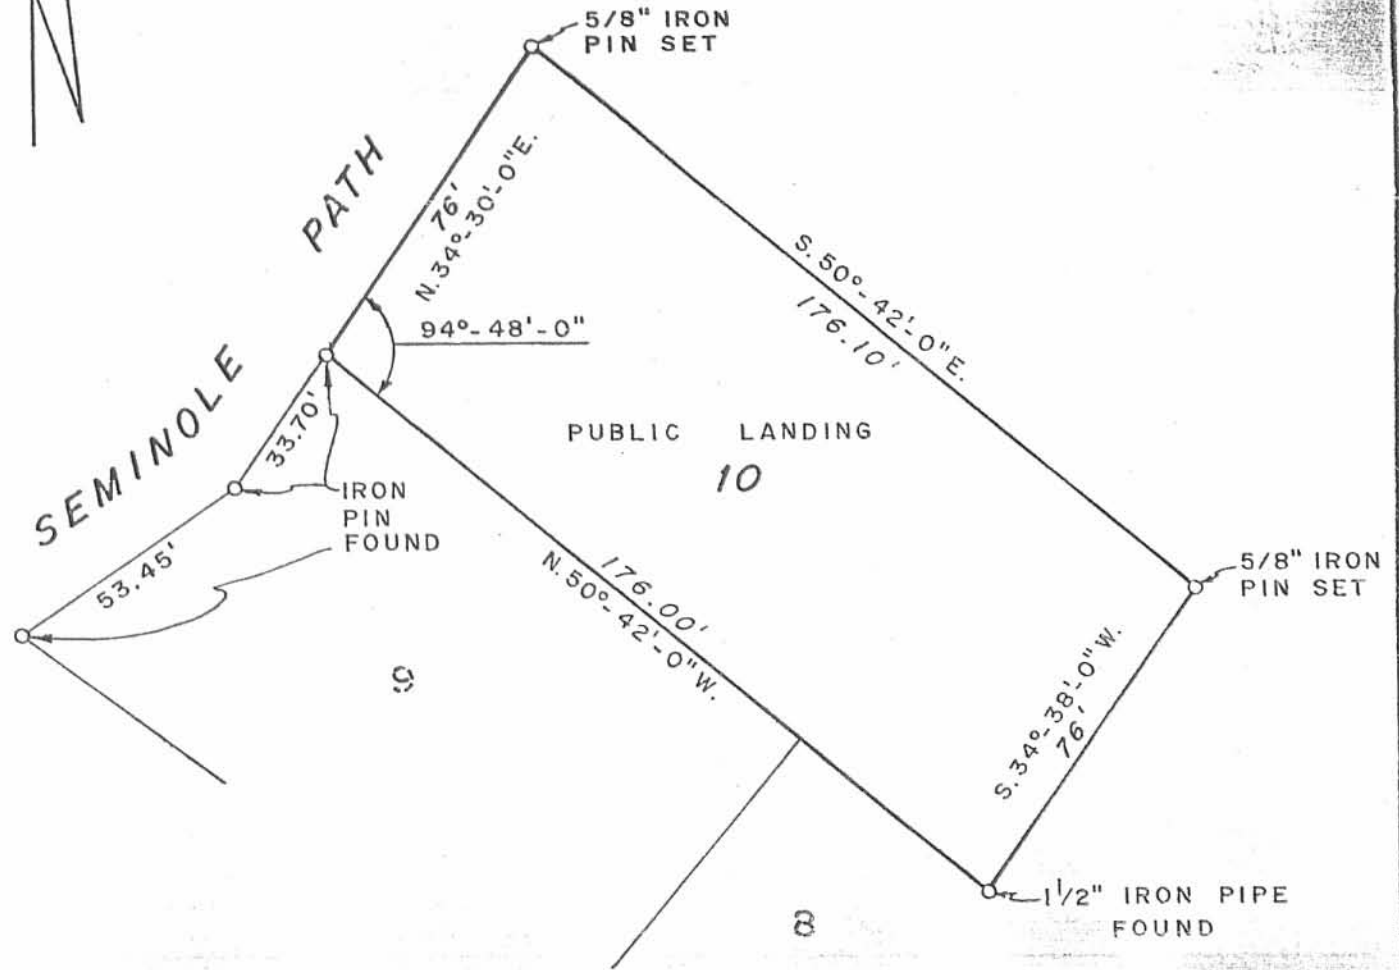 5/8" IRON
PIN SET
SEMINOLE PATH
76'
N.34°-30'-0"E.
94°-48'-0"
S.50°-42'-0"E.
176.10'
PUBLIC LANDING
10
33.70'
IRON
PIN
FOUND
53.45'
176.00'
N.50°-42'-0"W.
5/8" IRON
PIN SET
S.34°-38'-0"W.
76'
9
8
1 1/2" IRON PIPE
FOUND